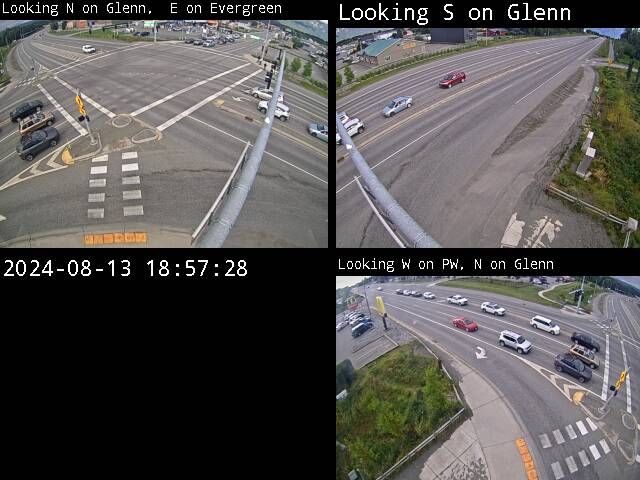 Looking N on Glenn,  E on Evergreen
Looking S on Glenn
2024-08-13 18:57:28
Looking W on PW, N on Glenn